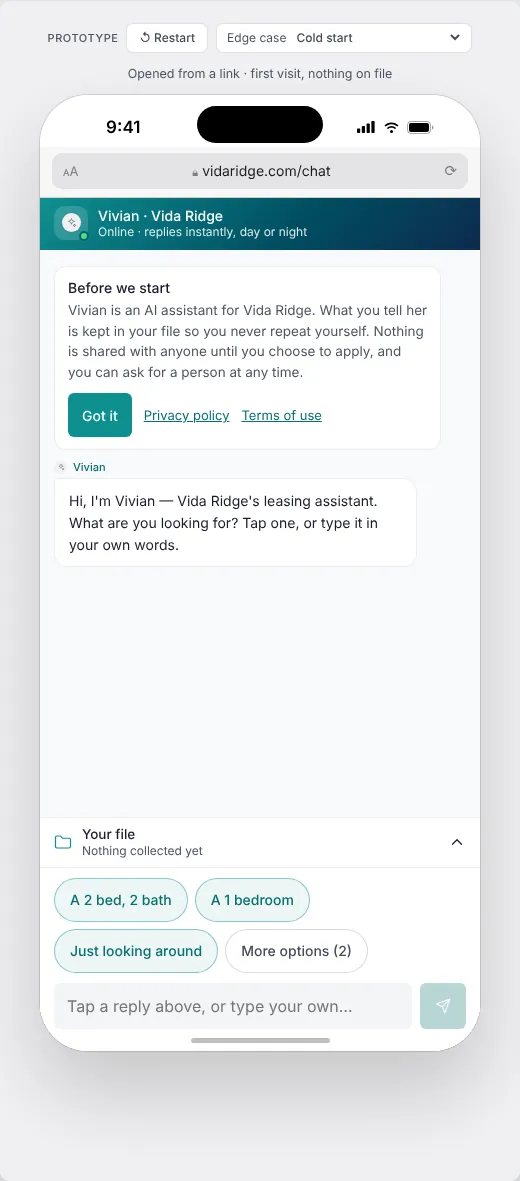 PROTOTYPE
Restart
Edge case Cold start
Opened from a link · first visit, nothing on file
9:41
AA
vidaridge.com/chat
Vivian · Vida Ridge
Online · replies instantly, day or night
Before we start
Vivian is an AI assistant for Vida Ridge. What you tell her
is kept in your file so you never repeat yourself. Nothing
is shared with anyone until you choose to apply, and
you can ask for a person at any time.
Got it
Privacy policy
Terms of use
Vivian
Hi, I'm Vivian — Vida Ridge's leasing assistant.
What are you looking for? Tap one, or type it in
your own words.
Your file
Nothing collected yet
A 2 bed, 2 bath
A 1 bedroom
Just looking around
More options (2)
Tap a reply above, or type your own...